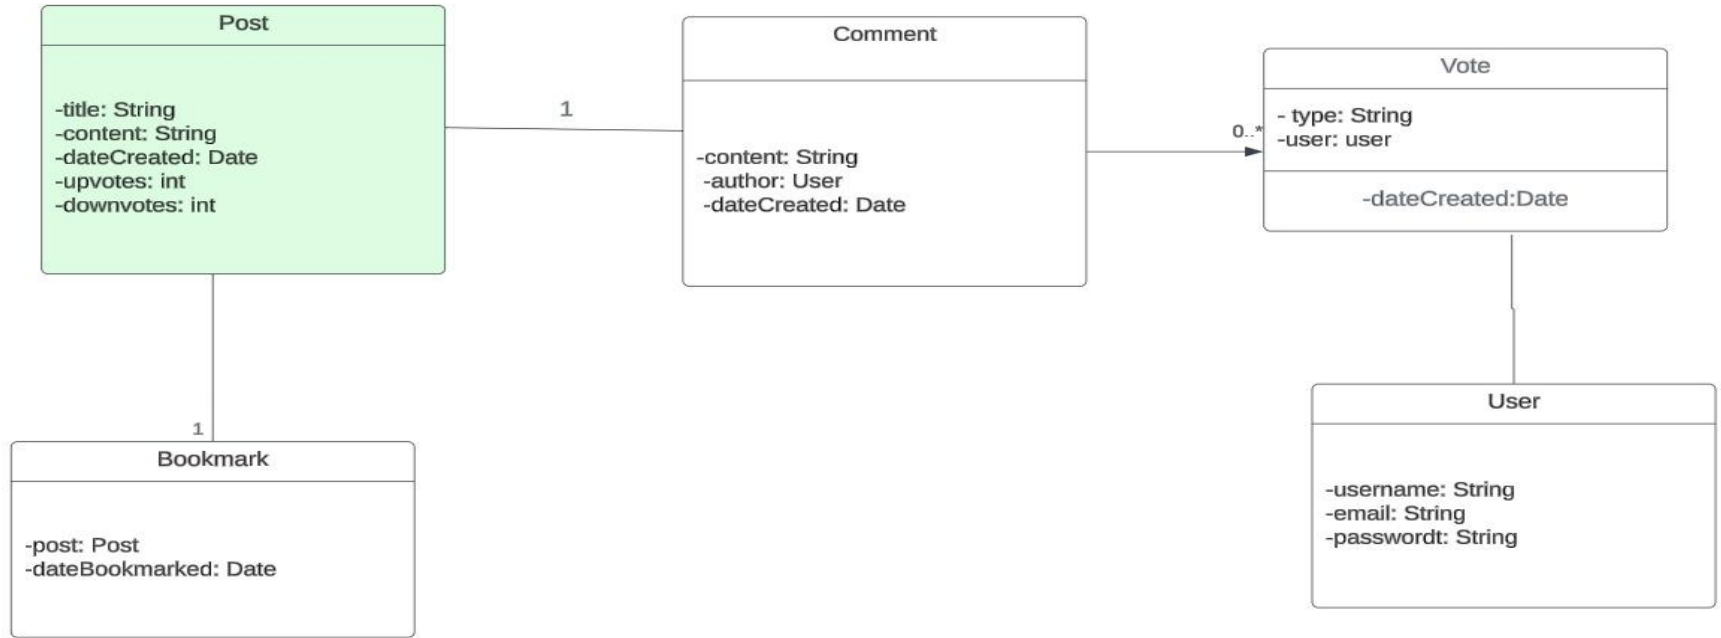 Post
-title: String
-content: String
-dateCreated: Date
-upvotes: int
-downvotes: int
1
Comment
-content: String
-author: User
-dateCreated: Date
0..*
Vote
- type: String
-user: user
-dateCreated:Date
1
Bookmark
-post: Post
-dateBookmarked: Date
User
-username: String
-email: String
-passwordt: String